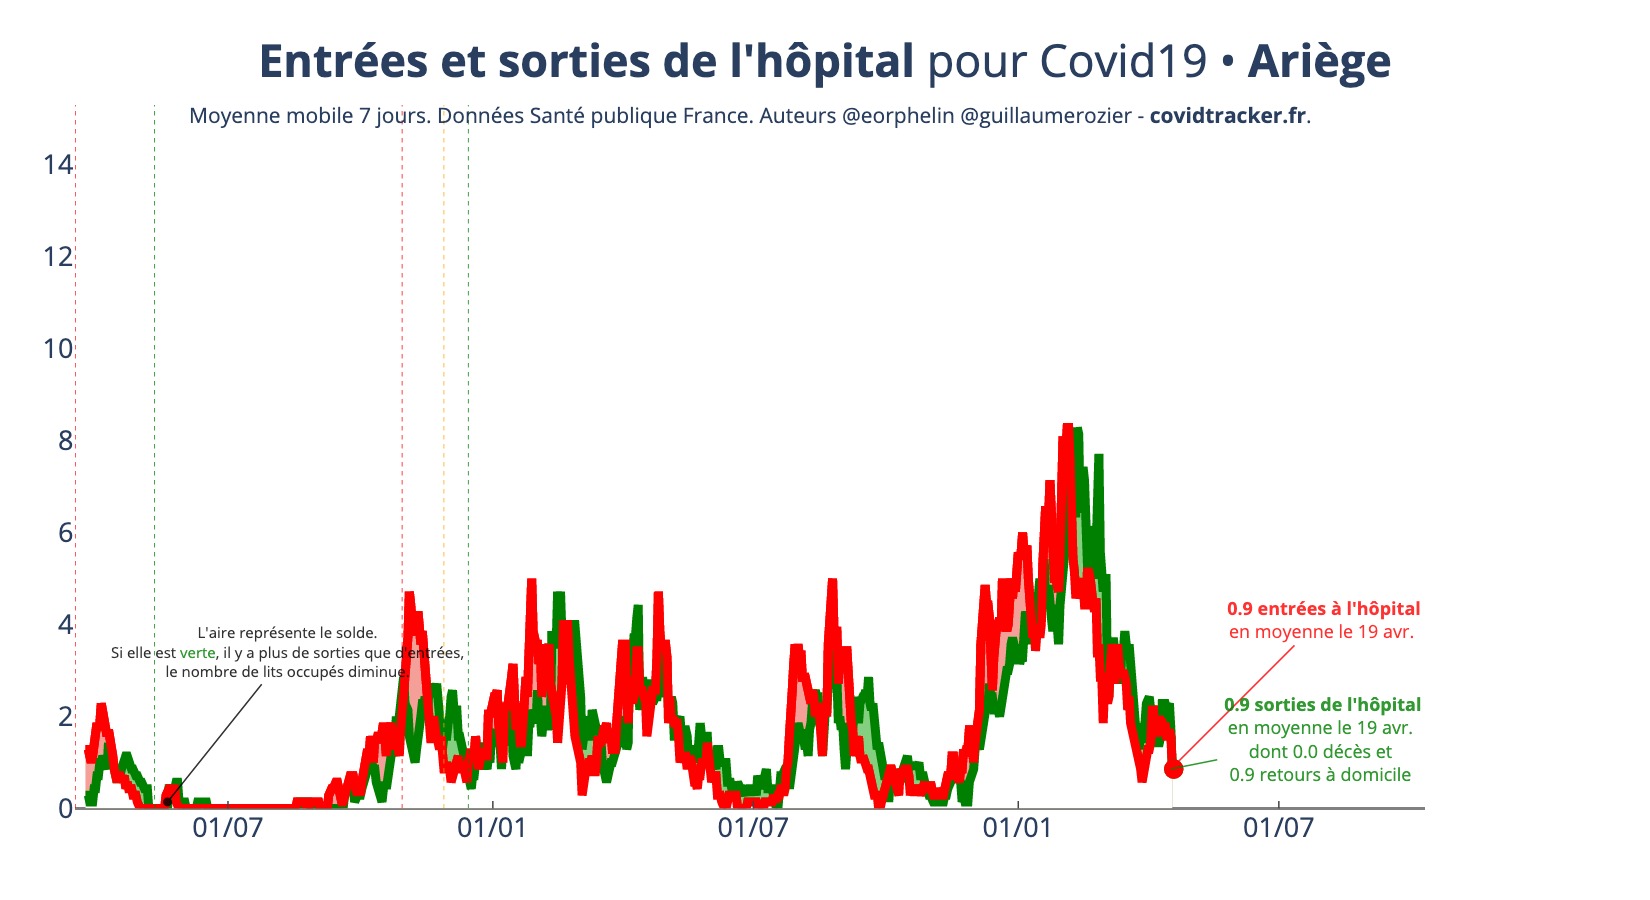 Entrées et sorties de l'hôpital pour Covid19 • Ariège
Moyenne mobile 7 jours. Données Santé publique France. Auteurs @eorphelin @guillaumerozier - covidtracker.fr.
14
12
10
8
6
4
2
0
L'aire représente le solde.
Si elle est verte, il y a plus de sorties que d'entrées,
le nombre de lits occupés diminue.
0.9 entrées à l'hôpital
en moyenne le 19 avr.
0.9 sorties de l'hôpital
en moyenne le 19 avr.
dont 0.0 décès et
0.9 retours à domicile
01/07 01/01 01/07 01/01 01/07